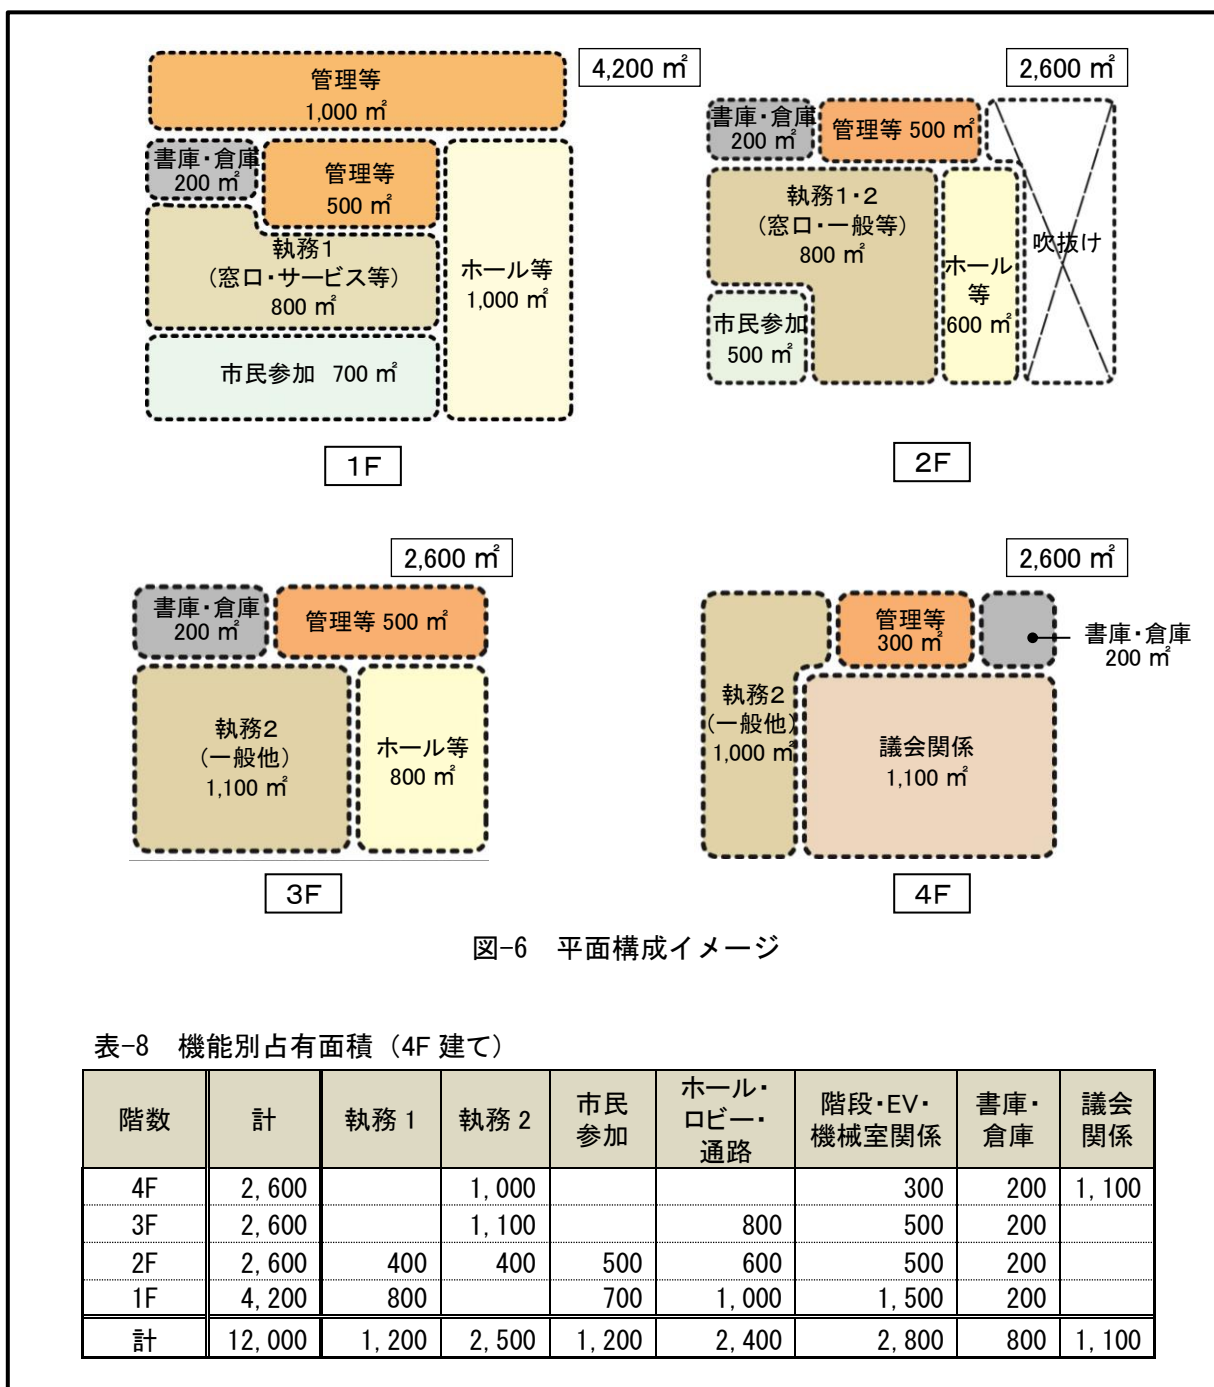 管理等
1,000 ㎡
4,200 ㎡
書庫・倉庫
200 ㎡
管理等
500 ㎡
執務1
（窓口・サービス等）
800 ㎡
ホール等
1,000 ㎡
市民参加 700 ㎡
1F
2,600 ㎡
書庫・倉庫
200 ㎡
管理等 500 ㎡
執務1・2
（窓口・一般等）
800 ㎡
ホール
等
600 ㎡
吹抜け
市民参加
500 ㎡
2F
2,600 ㎡
書庫・倉庫
200 ㎡
管理等 500 ㎡
執務2
（一般他）
1,100 ㎡
ホール等
800 ㎡
3F
2,600 ㎡
管理等
300 ㎡
書庫・倉庫
200 ㎡
執務2
（一般他）
1,000 ㎡
議会関係
1,100 ㎡
4F
図-6 平面構成イメージ
表-8 機能別占有面積（4F 建て）
階数 計 執務 1 執務 2 市民参加 ホール・ロビー・通路 階段・EV・機械室関係 書庫・倉庫 議会関係
4F 2,600 1,000 300 200 1,100
3F 2,600 1,100 800 500 200
2F 2,600 400 400 500 600 500 200
1F 4,200 800 700 1,000 1,500 200
計 12,000 1,200 2,500 1,200 2,400 2,800 800 1,100